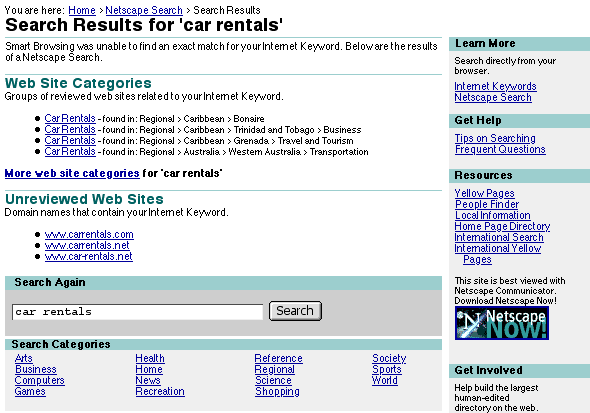 You are here: Home > Netscape Search > Search Results
Search Results for 'car rentals'
Smart Browsing was unable to find an exact match for your Internet Keyword. Below are the results
of a Netscape Search.
Web Site Categories
Groups of reviewed web sites related to your Internet Keyword.
Car Rentals - found in: Regional > Caribbean > Bonaire
Car Rentals - found in: Regional > Caribbean > Trinidad and Tobago > Business
Car Rentals - found in: Regional > Caribbean > Grenada > Travel and Tourism
Car Rentals - found in: Regional > Australia > Western Australia > Transportation
More web site categories for 'car rentals'
Unreviewed Web Sites
Domain names that contain your Internet Keyword.
www.carrentals.com
www.carrentals.net
www.car-rentals.net
Search Again
car rentals Search
Search Categories
Arts Health Reference Society
Business Home Regional Sports
Computers News Science World
Games Recreation Shopping
Learn More
Search directly from your
browser.
Internet Keywords
Netscape Search
Get Help
Tips on Searching
Frequent Questions
Resources
Yellow Pages
People Finder
Local Information
Home Page Directory
International Search
International Yellow
Pages
This site is best viewed with
Netscape Communicator.
Download Netscape Now!
N Netscape
NOW!
Get Involved
Help build the largest
human-edited
directory on the web.